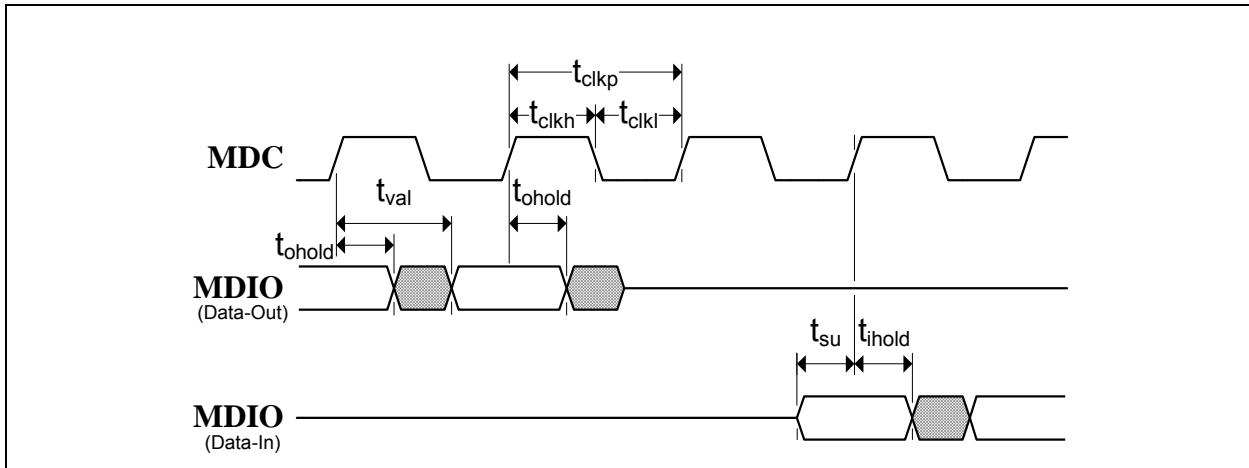 tclkp
tclkh tclkl
MDC
tval tohold
tohold
MDIO
(Data-Out)
tsu tihold
MDIO
(Data-In)